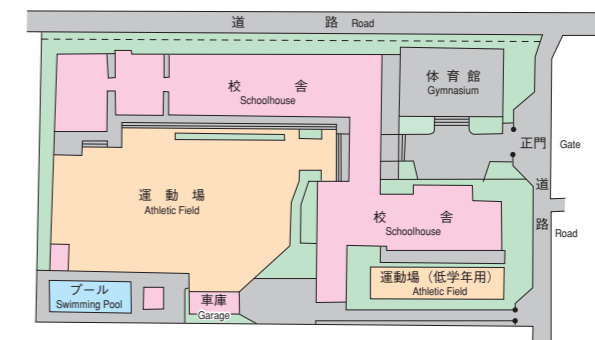 道　路 Road
校　舎
Schoolhouse
体育館
Gymnasium
正門 Gate
道路 Road
運動場
Athletic Field
校　舎
Schoolhouse
運動場（低学年用）
Athletic Field
プール
Swimming Pool
車庫
Garage